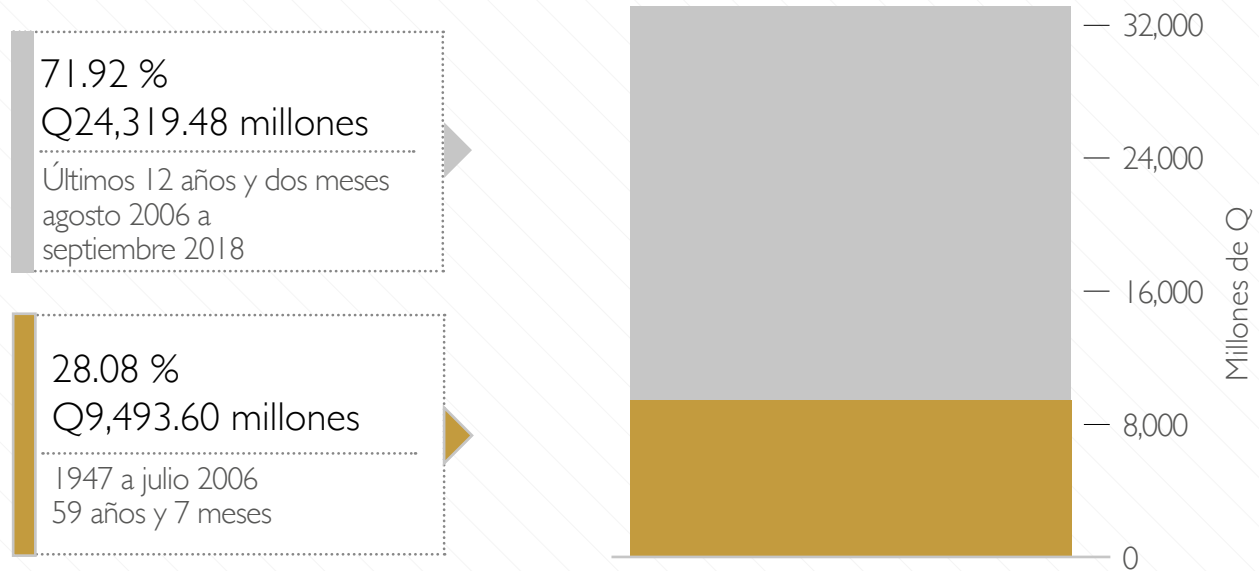 71.92 %
Q24,319.48 millones
Últimos 12 años y dos meses
agosto 2006 a
septiembre 2018
28.08 %
Q9,493.60 millones
1947 a julio 2006
59 años y 7 meses
32,000
24,000
16,000
8,000
0
Millones de Q